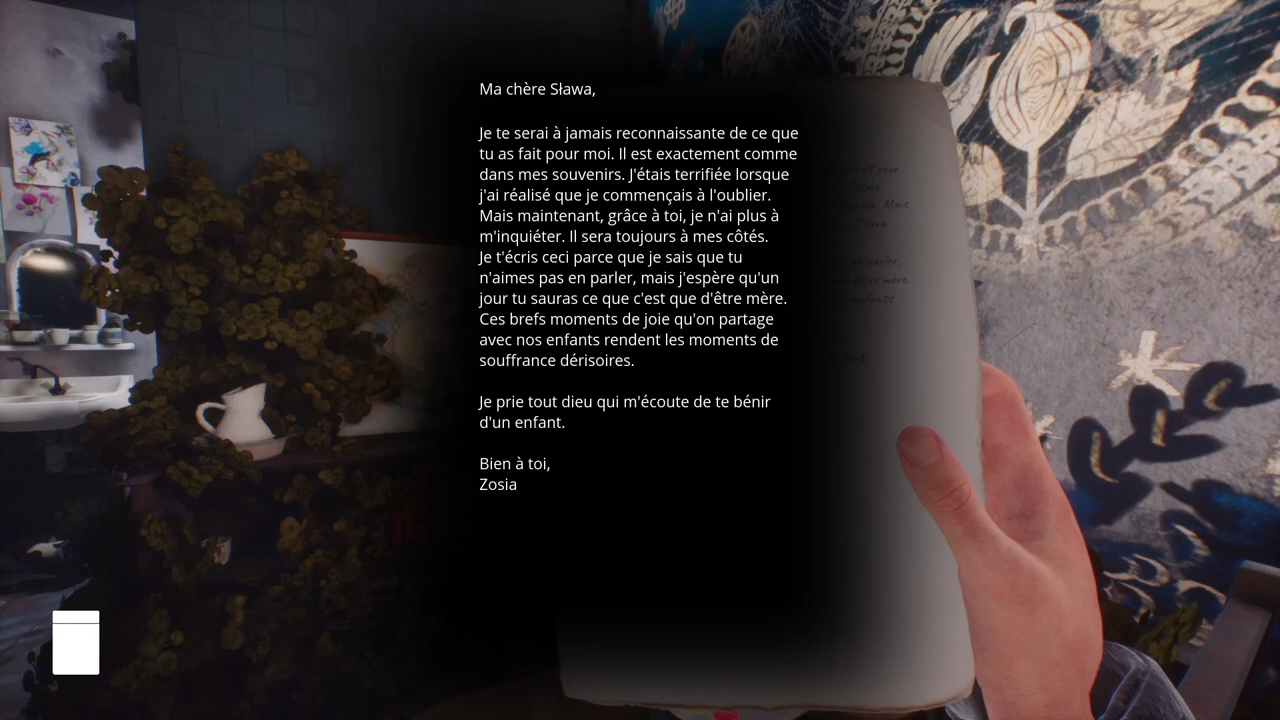 Ma chère Sława,
Je te serai à jamais reconnaissante de ce que
tu as fait pour moi. Il est exactement comme
dans mes souvenirs. J'étais terrifiée lorsque
j'ai réalisé que je commençais à l'oublier.
Mais maintenant, grâce à toi, je n'ai plus à
m'inquiéter. Il sera toujours à mes côtés.
Je t'écris ceci parce que je sais que tu
n'aimes pas en parler, mais j'espère qu'un
jour tu sauras ce que c'est que d'être mère.
Ces brefs moments de joie qu'on partage
avec nos enfants rendent les moments de
souffrance dérisoires.
Je prie tout dieu qui m'écoute de te bénir
d'un enfant.
Bien à toi,
Zosia